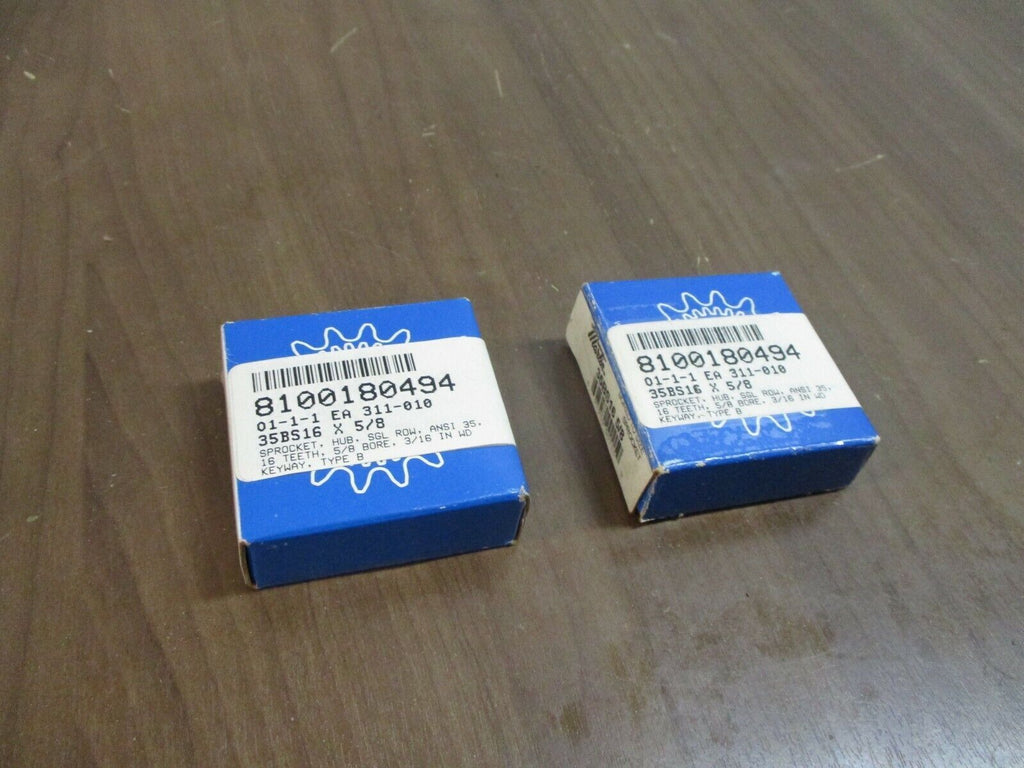 8100180494
01-1-1 EA 311-010
35BS16 X 5/8
SPROCKET, HUB, SGL ROW, ANSI 35,
16 TEETH, 5/8 BORE, 3/16 IN WD
KEYWAY, TYPE B
8100180494
01-1-1 EA 311-010
35BS16 X 5/8
SPROCKET, HUB, SGL ROW, ANSI 35,
16 TEETH, 5/8 BORE, 3/16 IN WD
KEYWAY, TYPE B